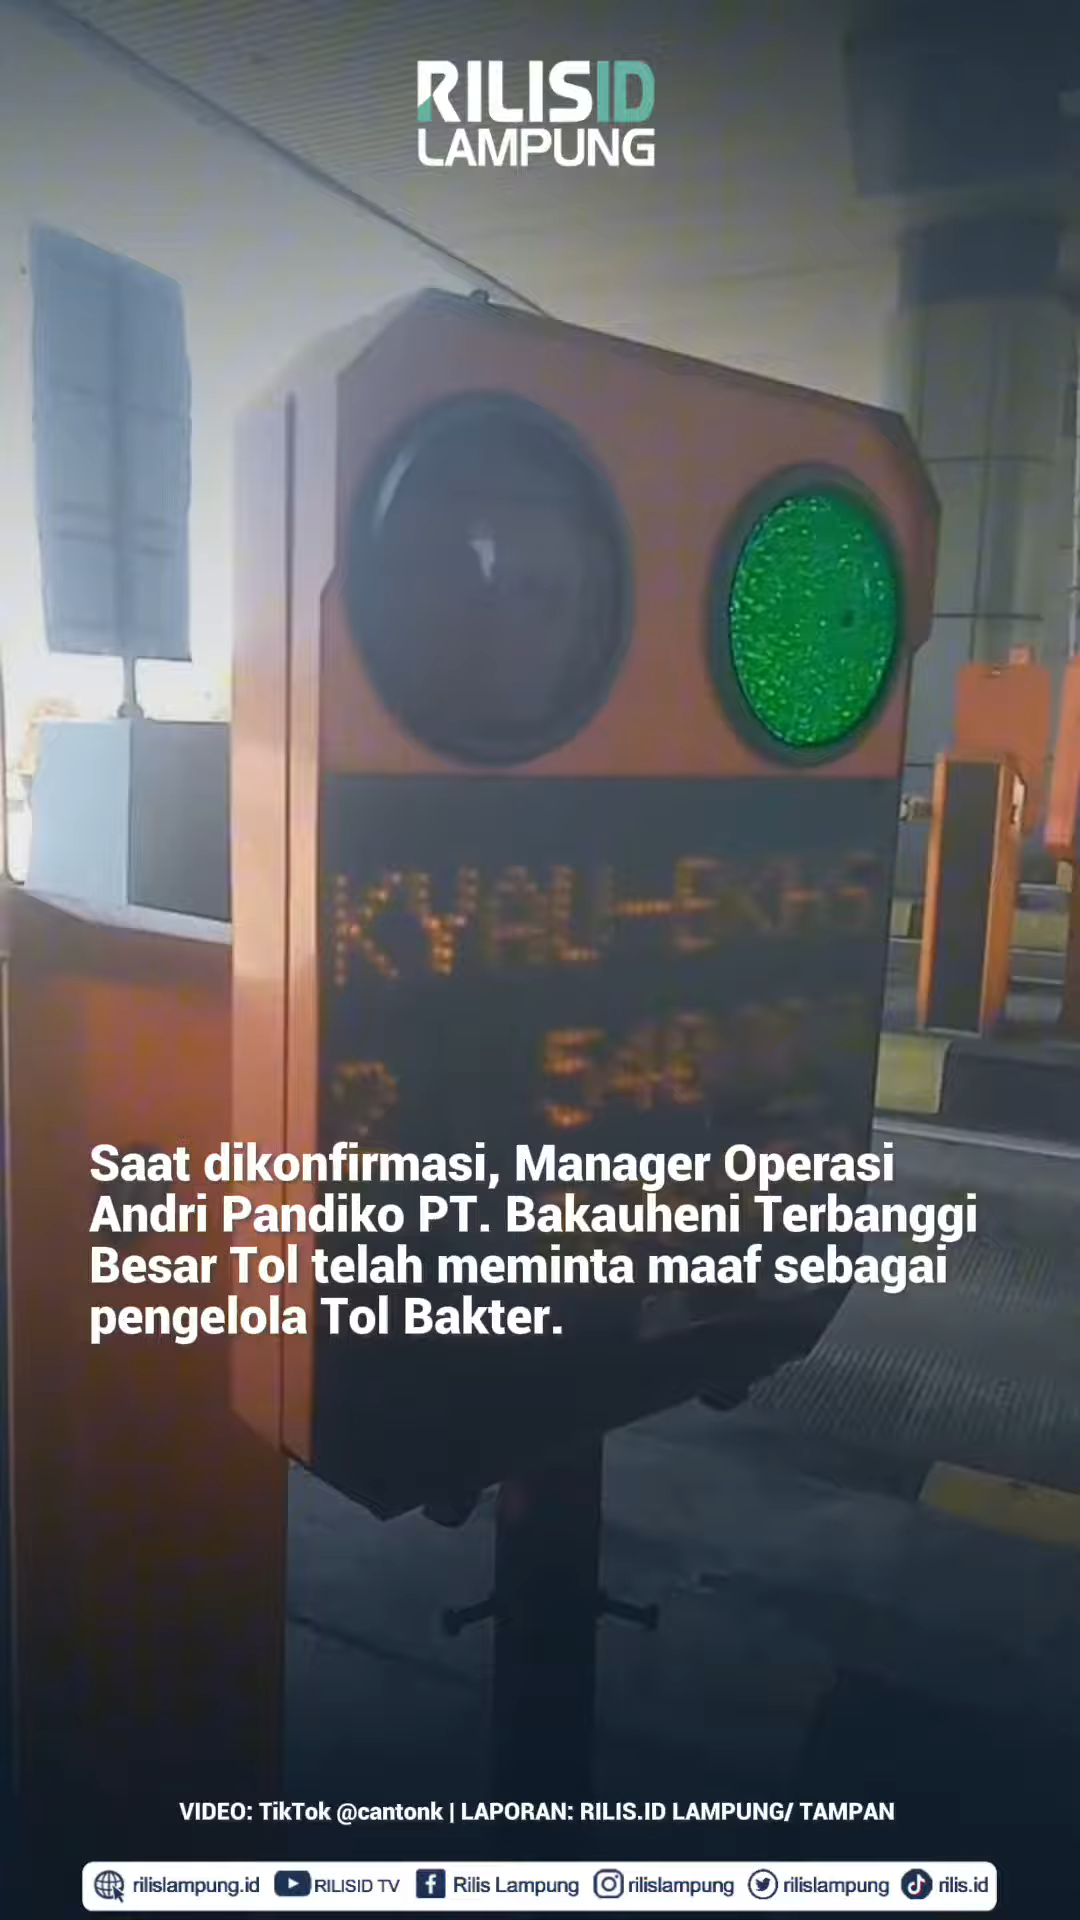 RILISID
LAMPUNG
Saat dikonfirmasi, Manager Operasi
Andri Pandiko PT. Bakauheni Terbanggi
Besar Tol telah meminta maaf sebagai
pengelola Tol Bakter.
VIDEO: TikTok @cantonk | LAPORAN: RILIS.ID LAMPUNG/ TAMPAN
rilislampung.id RILISID TV Rilis Lampung rilislampung rilislampung rilis.id